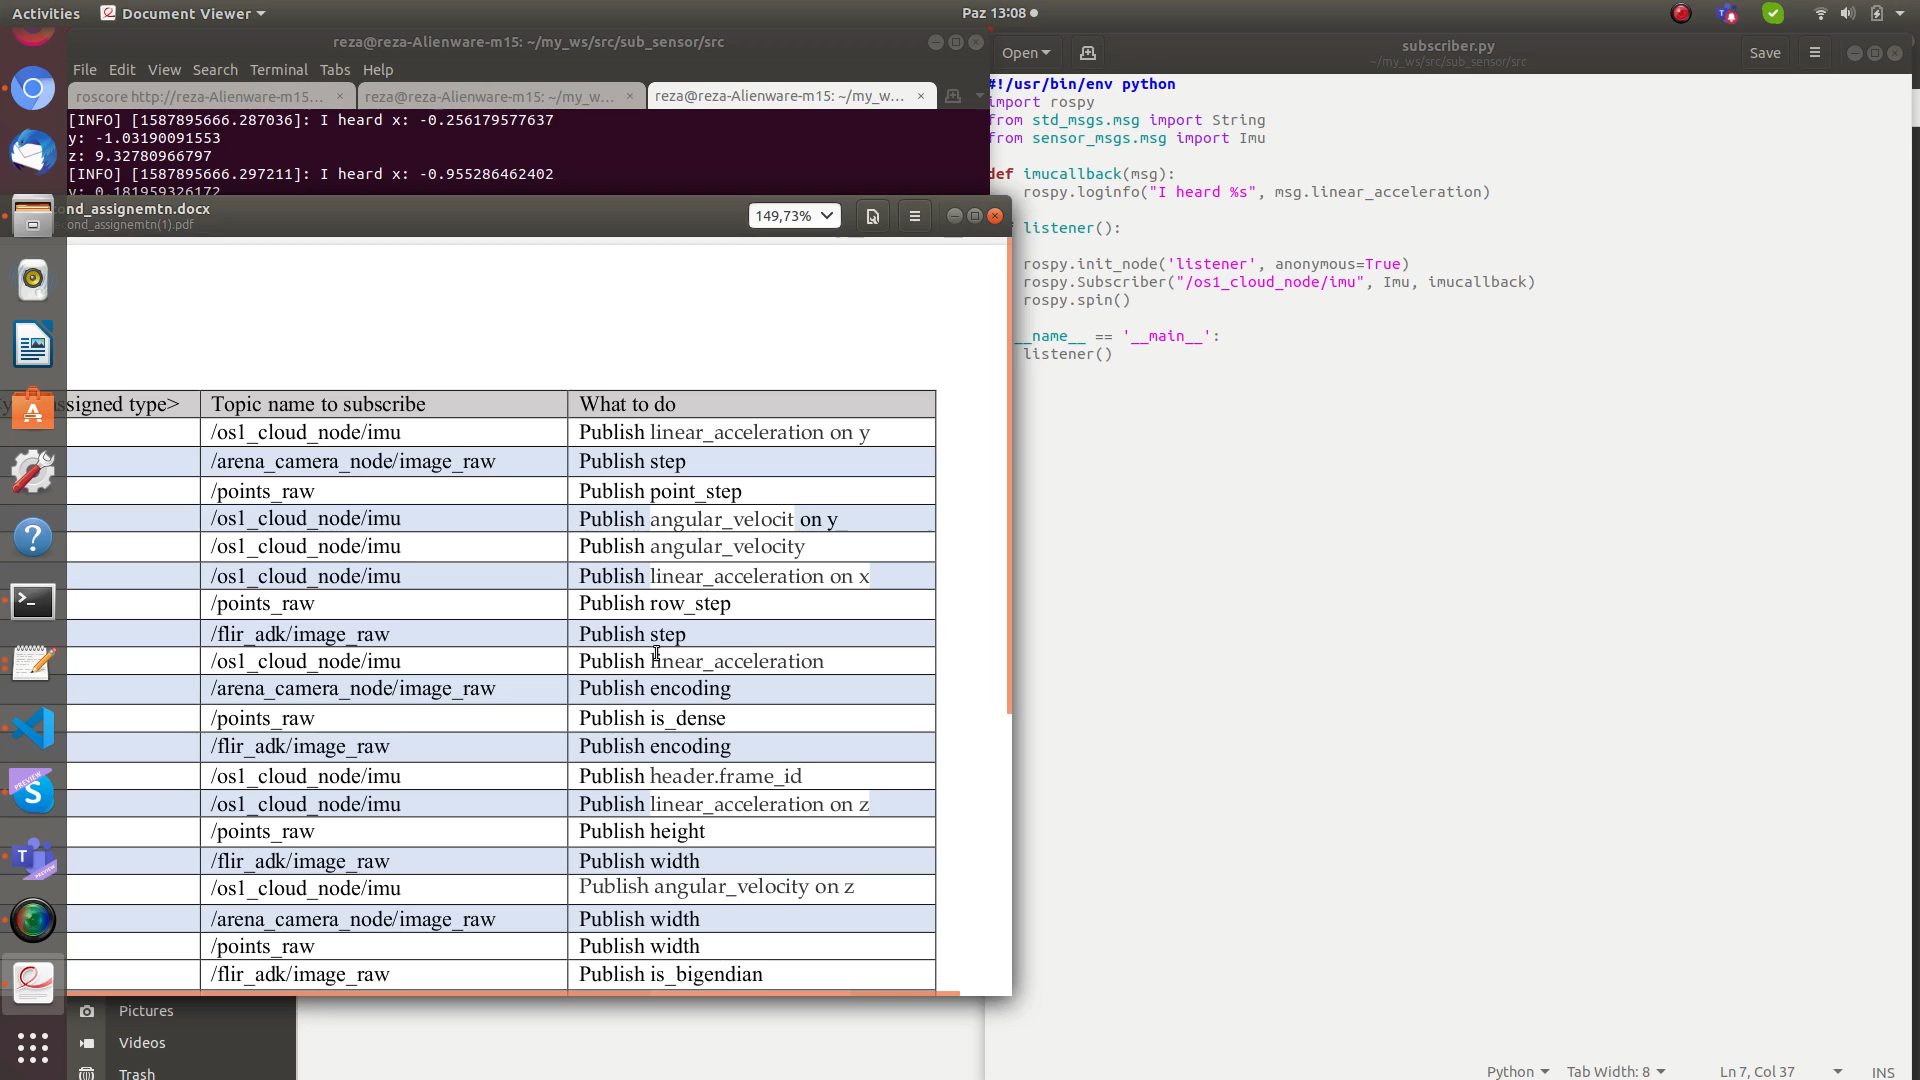 Activities
Document Viewer
Paz 13:08
reza@reza-Alienware-m15: ~/my_ws/src/sub_sensor/src
File Edit View Search Terminal Tabs Help
roscore http://reza-Alienware-m15...
reza@reza-Alienware-m15: ~/my_w...
reza@reza-Alienware-m15: ~/my_w...
[INFO] [1587895666.287036]: I heard x: -0.256179577637
y: -1.03190091553
z: 9.32780966797
[INFO] [1587895666.297211]: I heard x: -0.955286462402
y: 0.181959326172
ond_assignemtn.docx
ond_assignemtn(1).pdf
149,73%
ssigned type> Topic name to subscribe What to do
/os1_cloud_node/imu Publish linear_acceleration on y
/arena_camera_node/image_raw Publish step
/points_raw Publish point_step
/os1_cloud_node/imu Publish angular_velocit on y
/os1_cloud_node/imu Publish angular_velocity
/os1_cloud_node/imu Publish linear_acceleration on x
/points_raw Publish row_step
/flir_adk/image_raw Publish step
/os1_cloud_node/imu Publish linear_acceleration
/arena_camera_node/image_raw Publish encoding
/points_raw Publish is_dense
/flir_adk/image_raw Publish encoding
/os1_cloud_node/imu Publish header.frame_id
/os1_cloud_node/imu Publish linear_acceleration on z
/points_raw Publish height
/flir_adk/image_raw Publish width
/os1_cloud_node/imu Publish angular_velocity on z
/arena_camera_node/image_raw Publish width
/points_raw Publish width
/flir_adk/image_raw Publish is_bigendian
Pictures
Videos
Trash
Open
subscriber.py
~/my_ws/src/sub_sensor/src
Save
#!/usr/bin/env python
import rospy
from std_msgs.msg import String
from sensor_msgs.msg import Imu
def imucallback(msg):
rospy.loginfo("I heard %s", msg.linear_acceleration)
listener():
rospy.init_node('listener', anonymous=True)
rospy.Subscriber("/os1_cloud_node/imu", Imu, imucallback)
rospy.spin()
__name__ == '__main__':
listener()
Python
Tab Width: 8
Ln 7, Col 37
INS